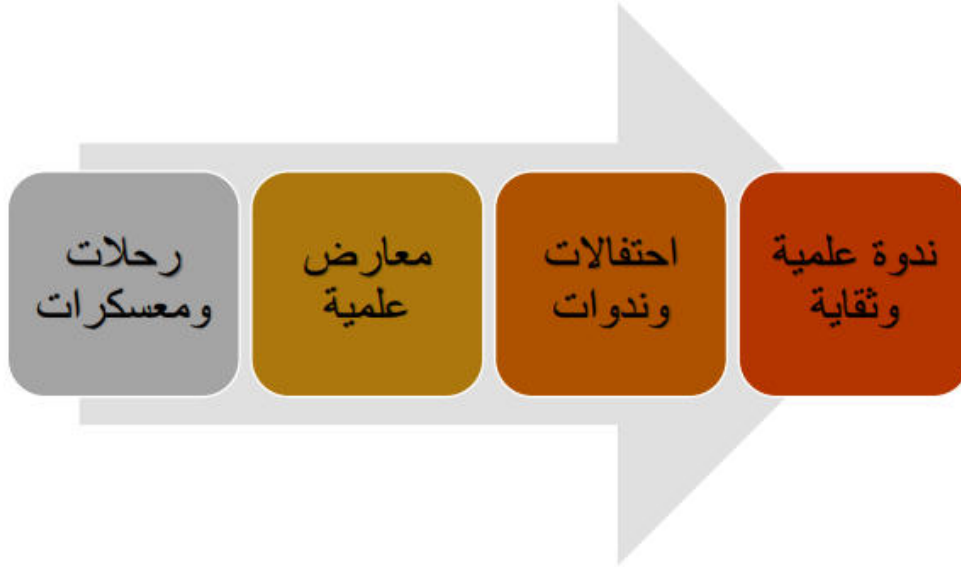 ندوة علمية
وثقاية
احتفالات
وندوات
معارض
علمية
رحلات
ومعسكرات